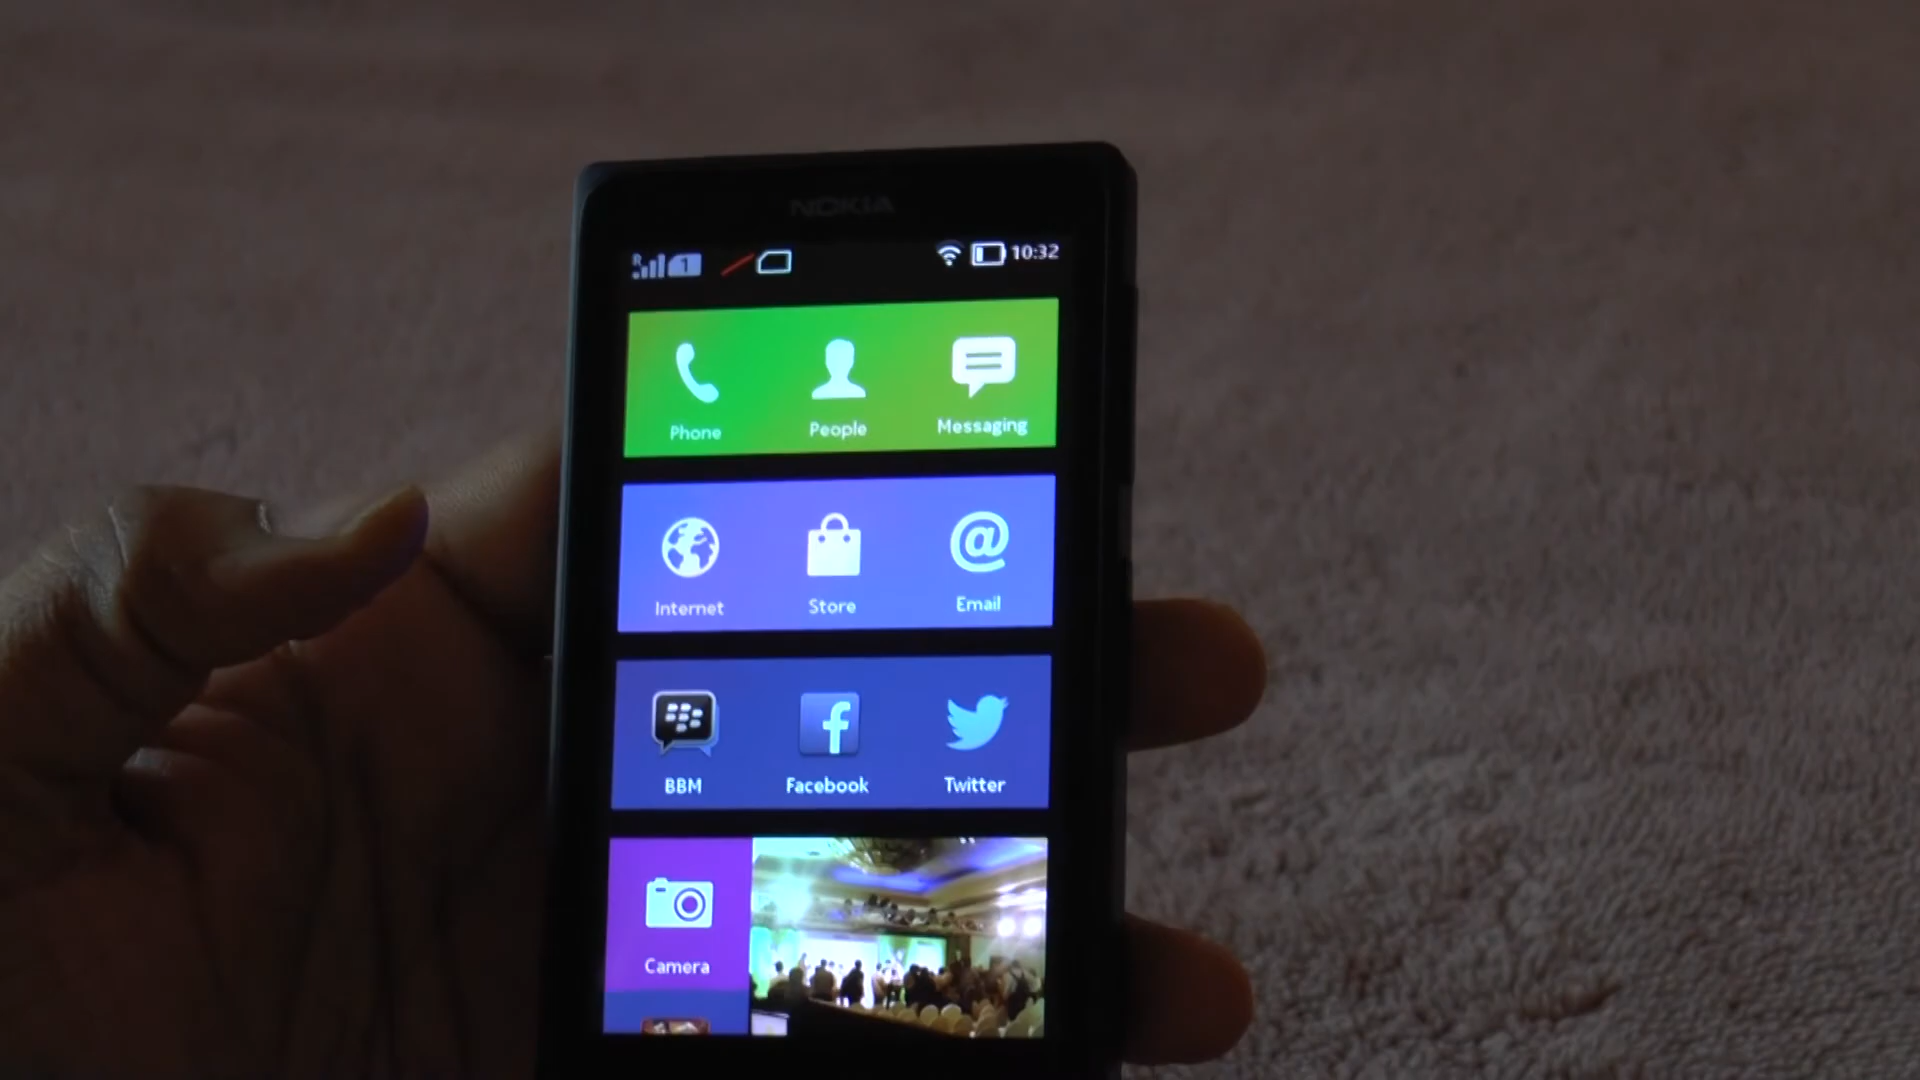 NOKIA
R 1 10:32
Phone People Messaging
Internet Store @ Email
BBM Facebook Twitter
Camera